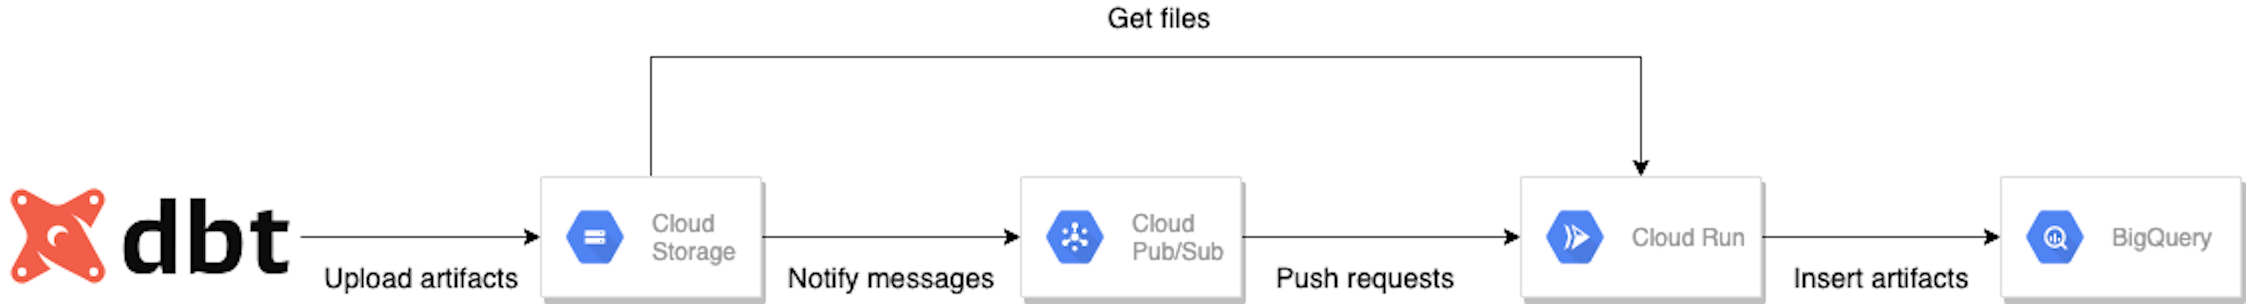 Get files
dbt
Upload artifacts
Cloud
Storage
Notify messages
Cloud
Pub/Sub
Push requests
Cloud Run
Insert artifacts
BigQuery